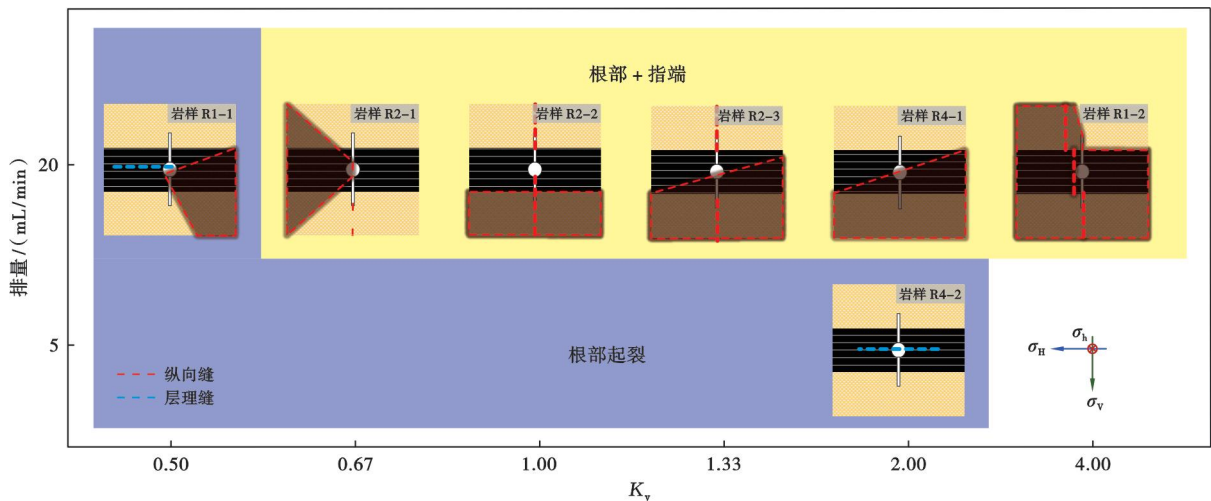 根部 + 指端
岩样 R1-1
岩样 R2-1
岩样 R2-2
岩样 R2-3
岩样 R4-1
岩样 R1-2
20
排量/(mL/min)
岩样 R4-2
5
根部起裂
σh
σH
σV
纵向缝
层理缝
0.50
0.67
1.00
1.33
2.00
4.00
Kv